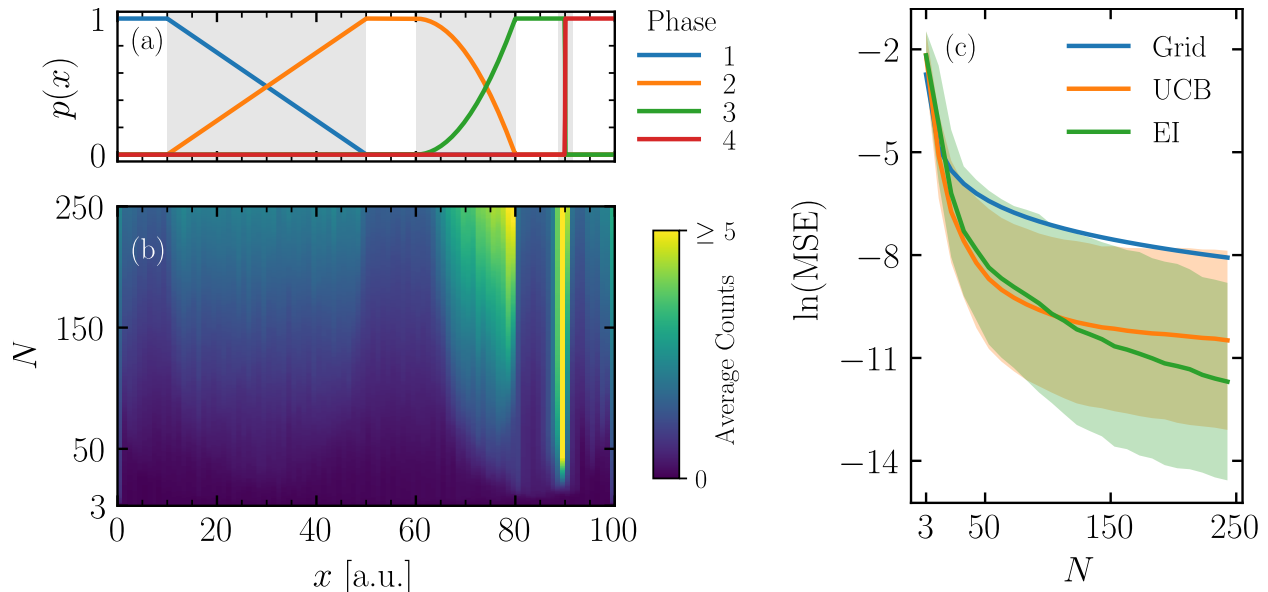 (a)
p(x)
1
0
Phase
1
2
3
4
(b)
N
250
150
50
3
0
20
40
60
80
100
x [a.u.]
≥ 5
0
Average Counts
(c)
Grid
UCB
EI
ln(MSE)
−2
−5
−8
−11
−14
3
50
150
250
N